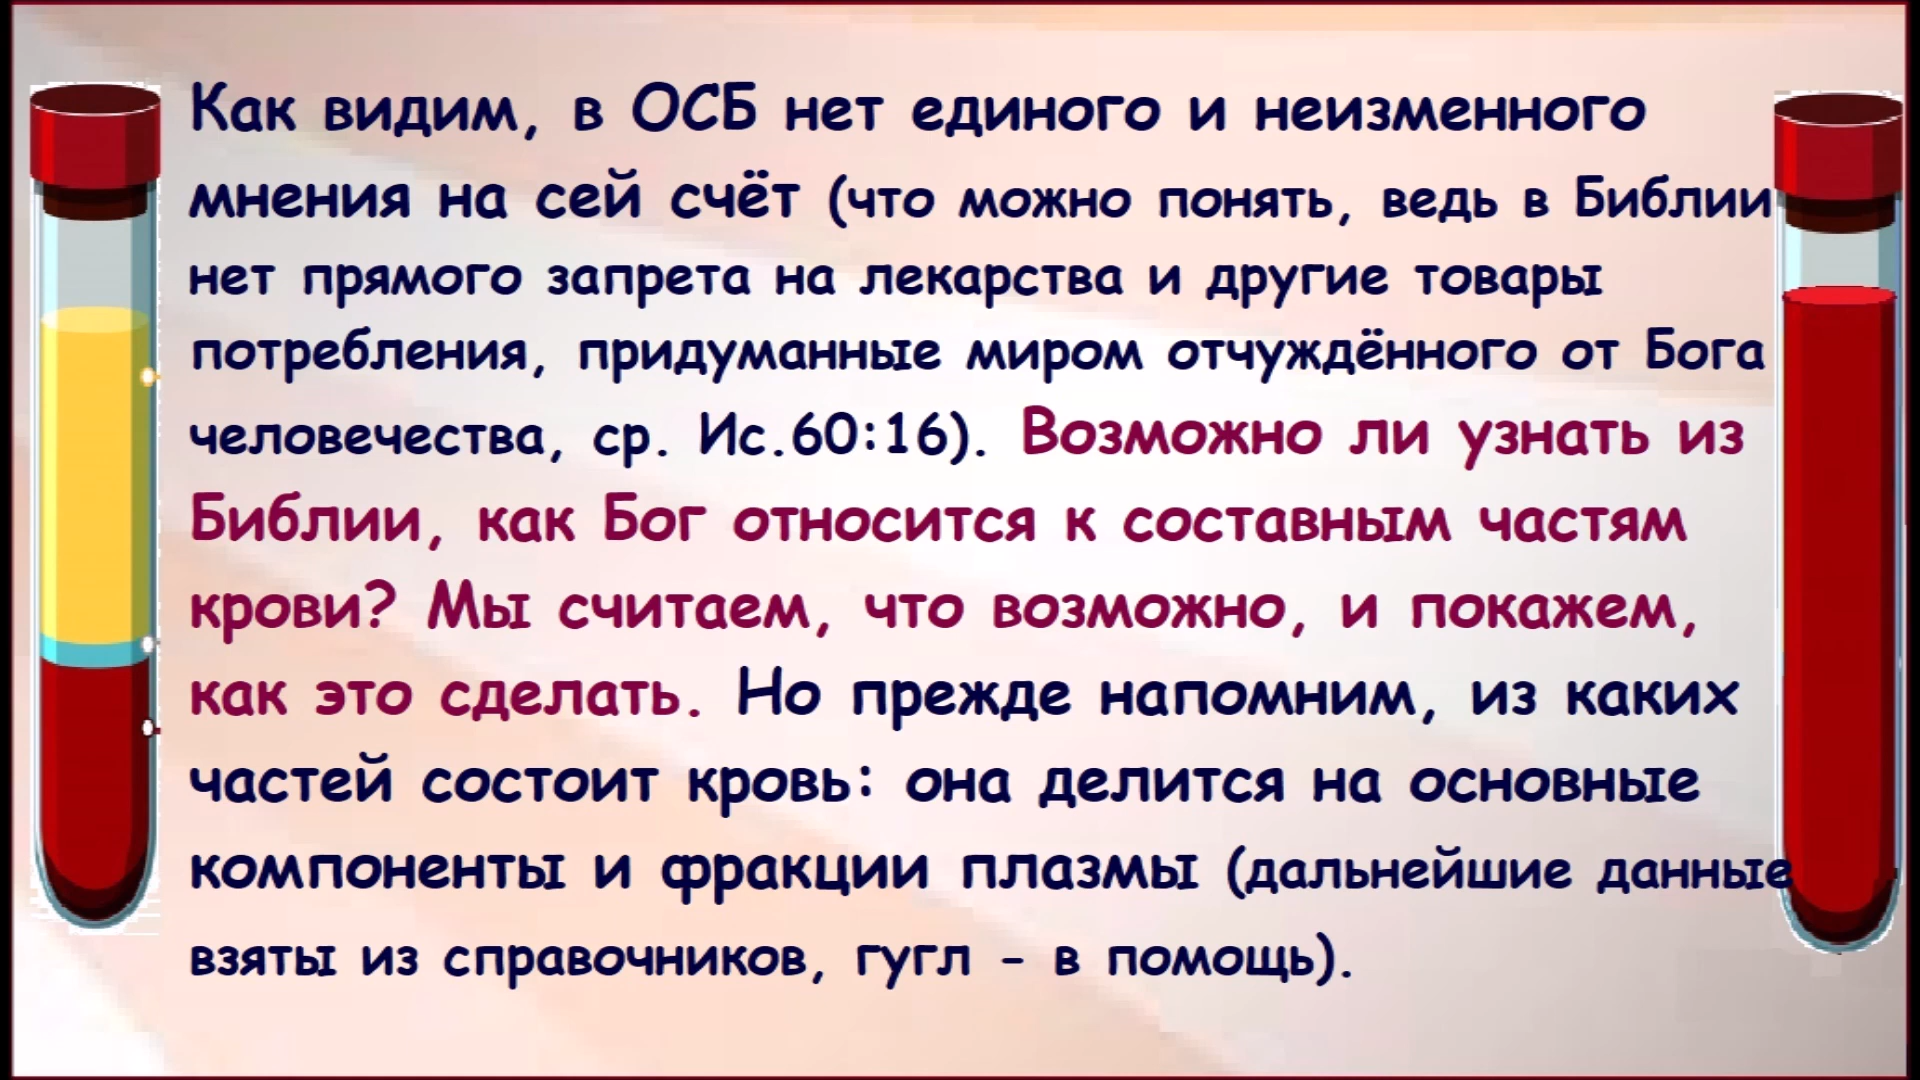 Как видим, в ОСБ нет единого и неизменного
мнения на сей счёт (что можно понять, ведь в Библии
нет прямого запрета на лекарства и другие товары
потребления, придуманные миром отчуждённого от Бога
человечества, ср. Ис.60:16). Возможно ли узнать из
Библии, как Бог относится к составным частям
крови? Мы считаем, что возможно, и покажем,
как это сделать. Но прежде напомним, из каких
частей состоит кровь: она делится на основные
компоненты и фракции плазмы (дальнейшие данные
взяты из справочников, гугл - в помощь).